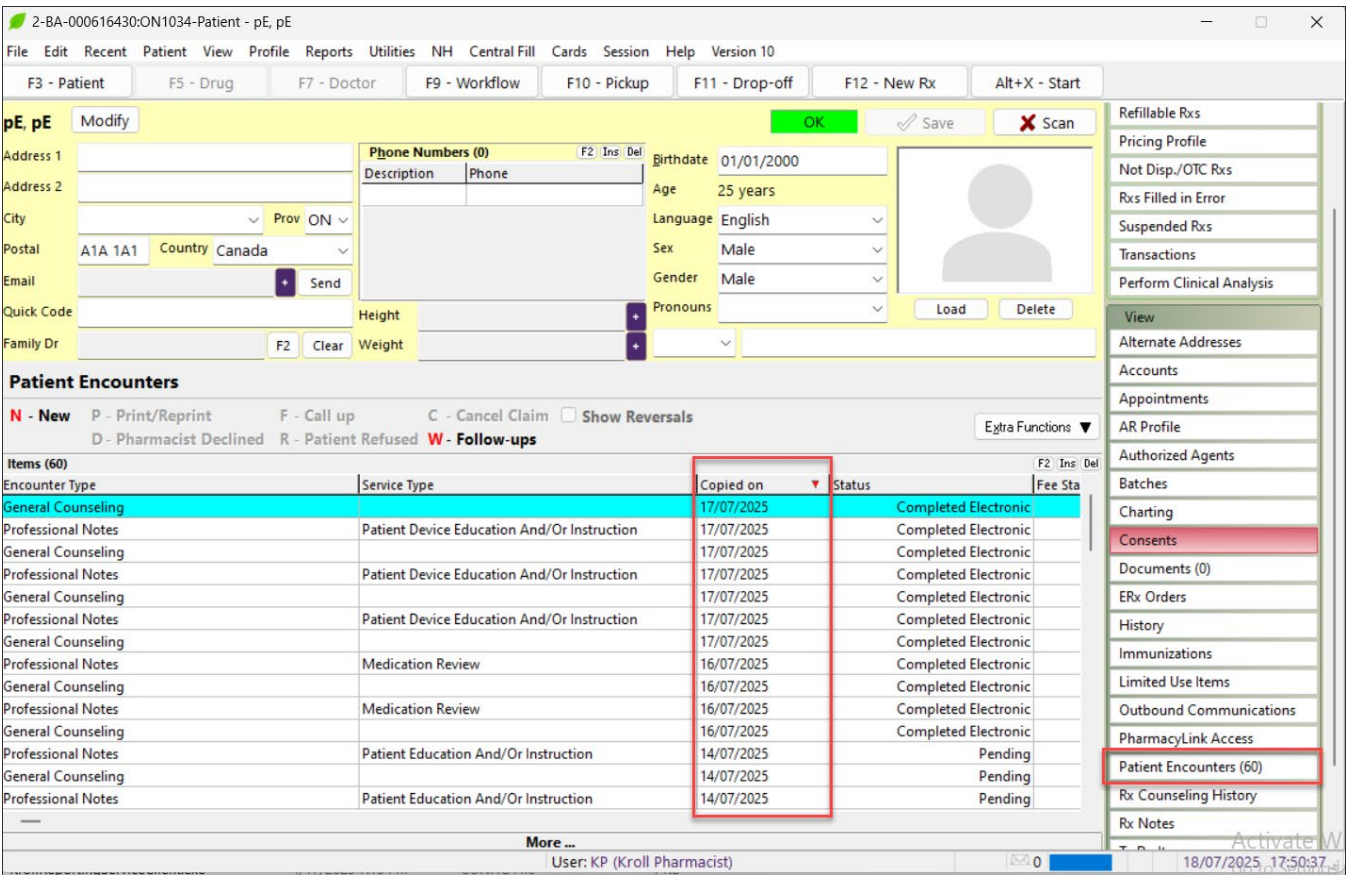 2-BA-000616430:ON1034-Patient - pE, pE
File Edit Recent Patient View Profile Reports Utilities NH Central Fill Cards Session Help Version 10
F3 - Patient F5 - Drug F7 - Doctor F9 - Workflow F10 - Pickup F11 - Drop-off F12 - New Rx Alt+X - Start
pE, pE Modify OK Save Scan
Address 1
Address 2
City Prov ON
Postal A1A 1A1 Country Canada
Email + Send
Quick Code
Family Dr F2 Clear
Phone Numbers (0) F2 Ins Del
Description Phone
Height +
Weight +
Birthdate 01/01/2000
Age 25 years
Language English
Sex Male
Gender Male
Pronouns
Load Delete
Patient Encounters
N - New P - Print/Reprint F - Call up C - Cancel Claim Show Reversals
D - Pharmacist Declined R - Patient Refused W - Follow-ups
Extra Functions ▼
Items (60) F2 Ins Del
Encounter Type Service Type Copied on Status Fee Sta
General Counseling 17/07/2025 Completed Electronic
Professional Notes Patient Device Education And/Or Instruction 17/07/2025 Completed Electronic
General Counseling 17/07/2025 Completed Electronic
Professional Notes Patient Device Education And/Or Instruction 17/07/2025 Completed Electronic
General Counseling 17/07/2025 Completed Electronic
Professional Notes Patient Device Education And/Or Instruction 17/07/2025 Completed Electronic
General Counseling 17/07/2025 Completed Electronic
Professional Notes Medication Review 16/07/2025 Completed Electronic
General Counseling 16/07/2025 Completed Electronic
Professional Notes Medication Review 16/07/2025 Completed Electronic
General Counseling 16/07/2025 Completed Electronic
Professional Notes Patient Education And/Or Instruction 14/07/2025 Pending
General Counseling 14/07/2025 Pending
Professional Notes Patient Education And/Or Instruction 14/07/2025 Pending
More ...
Refillable Rxs
Pricing Profile
Not Disp./OTC Rxs
Rxs Filled in Error
Suspended Rxs
Transactions
Perform Clinical Analysis
View
Alternate Addresses
Accounts
Appointments
AR Profile
Authorized Agents
Batches
Charting
Consents
Documents (0)
ERx Orders
History
Immunizations
Limited Use Items
Outbound Communications
PharmacyLink Access
Patient Encounters (60)
Rx Counseling History
Rx Notes
Activate W
User: KP (Kroll Pharmacist) 0 18/07/2025 17:50:37